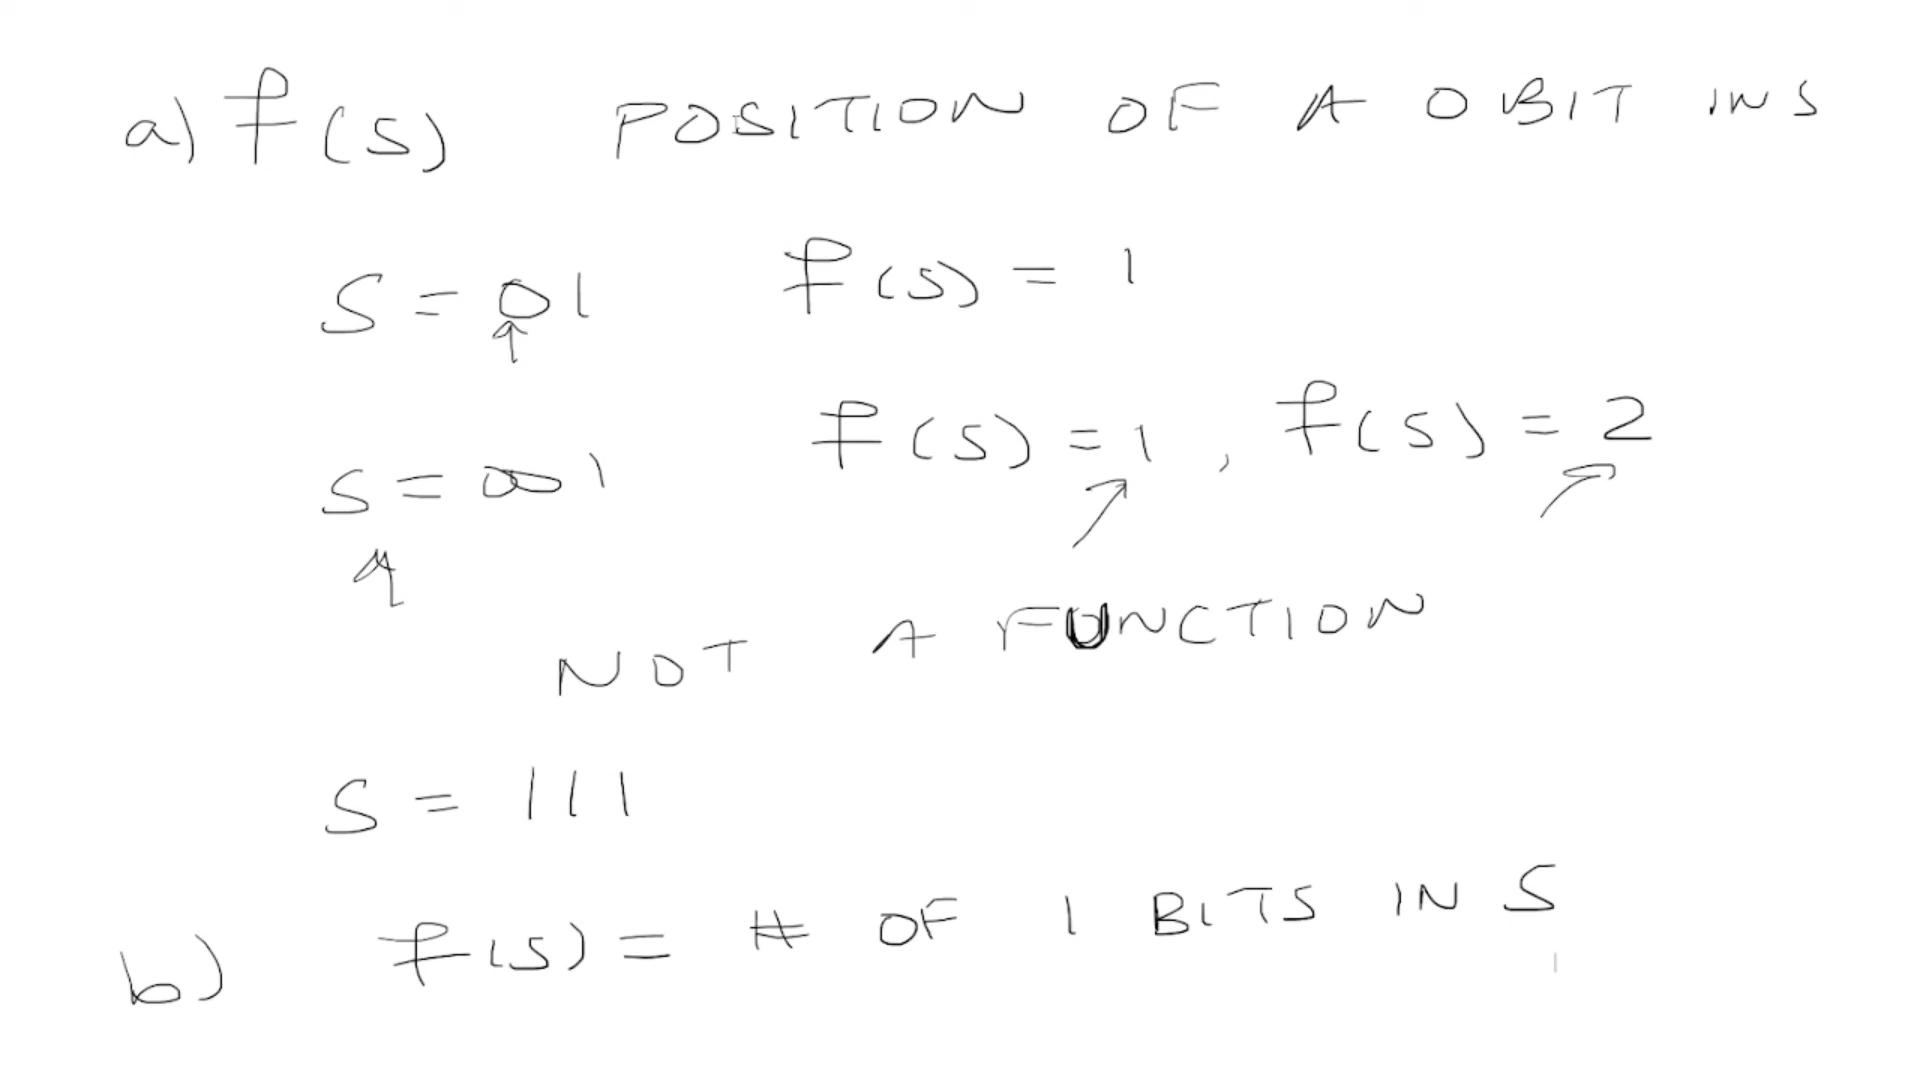 a) f(s) POSITION OF A 0 BIT IN S
S = 01 f(s) = 1
S = 001 f(s) = 1, f(s) = 2
NOT A FUNCTION
S = 111
b) f(s) = # OF 1 BITS IN S